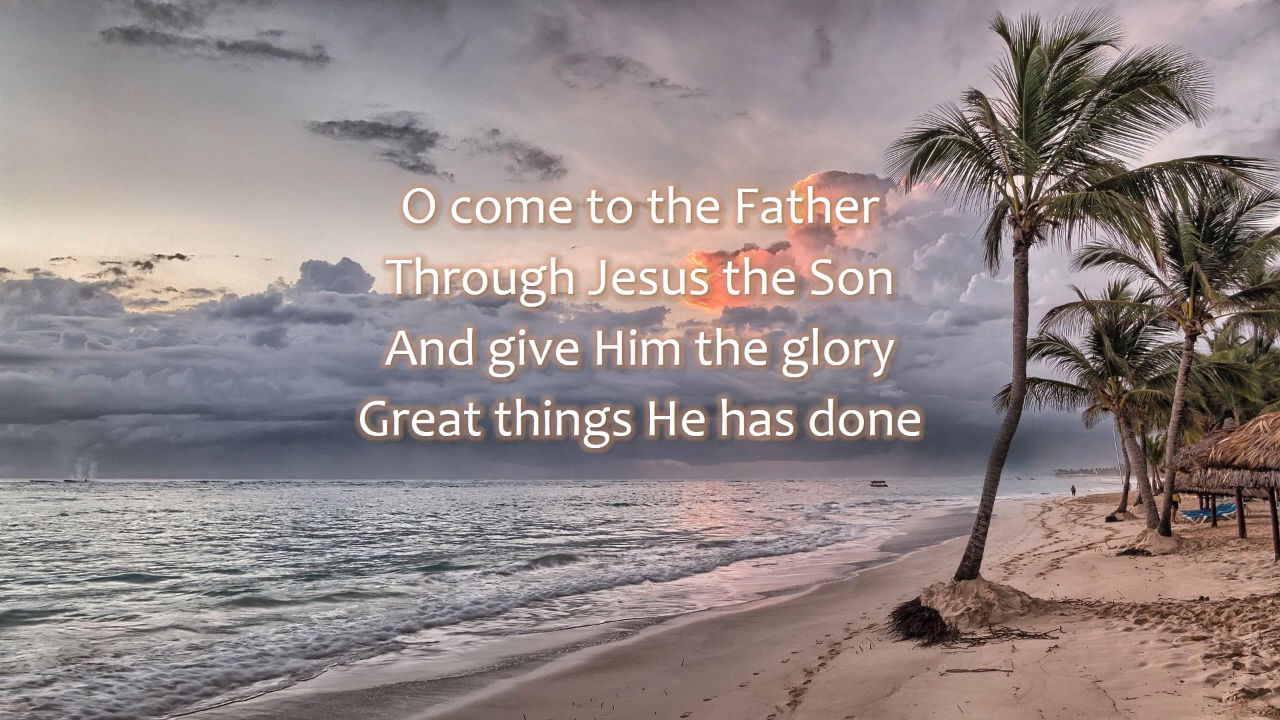 O come to the Father
Through Jesus the Son
And give Him the glory
Great things He has done